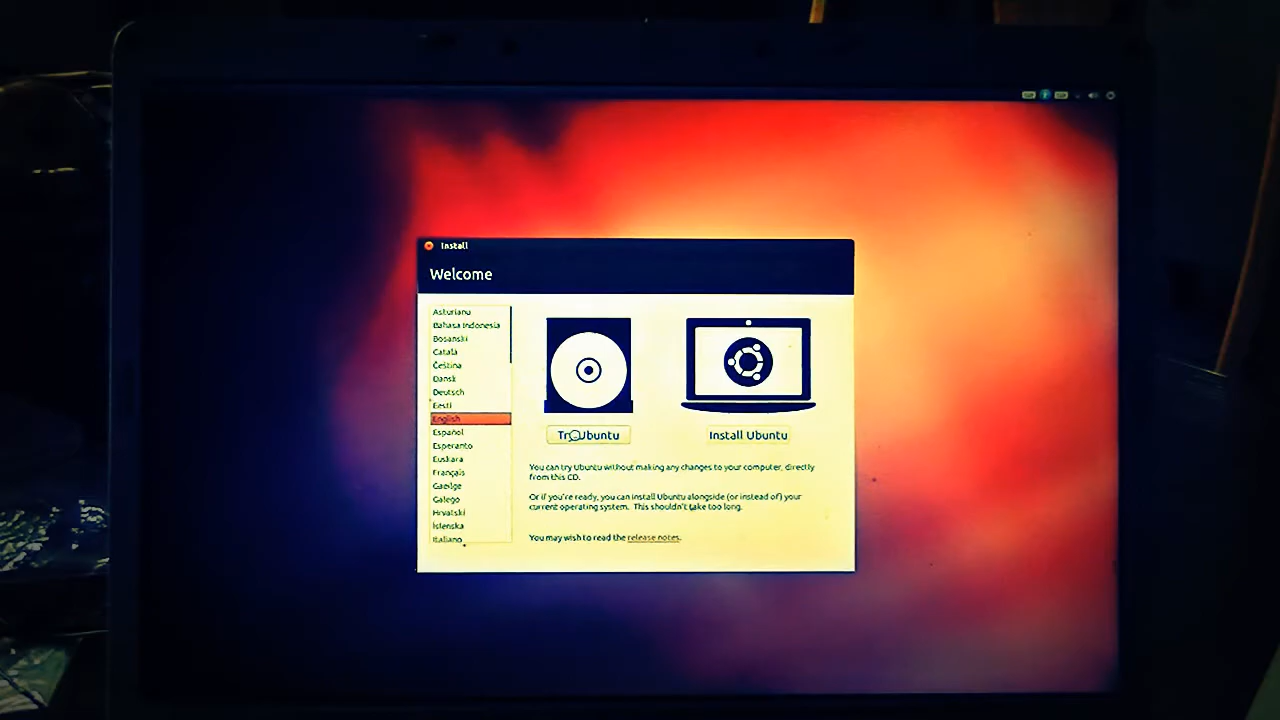 Install
Welcome
Asturianu
Bahasa Indonesia
Bosanski
Català
Čeština
Dansk
Deutsch
Eesti
English
Español
Esperanto
Euskara
Français
Gaeilge
Galego
Hrvatski
Íslenska
Italiano
Try Ubuntu
Install Ubuntu
You can try Ubuntu without making any changes to your computer, directly
from this CD.
Or if you're ready, you can install Ubuntu alongside (or instead of) your
current operating system. This shouldn't take too long.
You may wish to read the release notes.